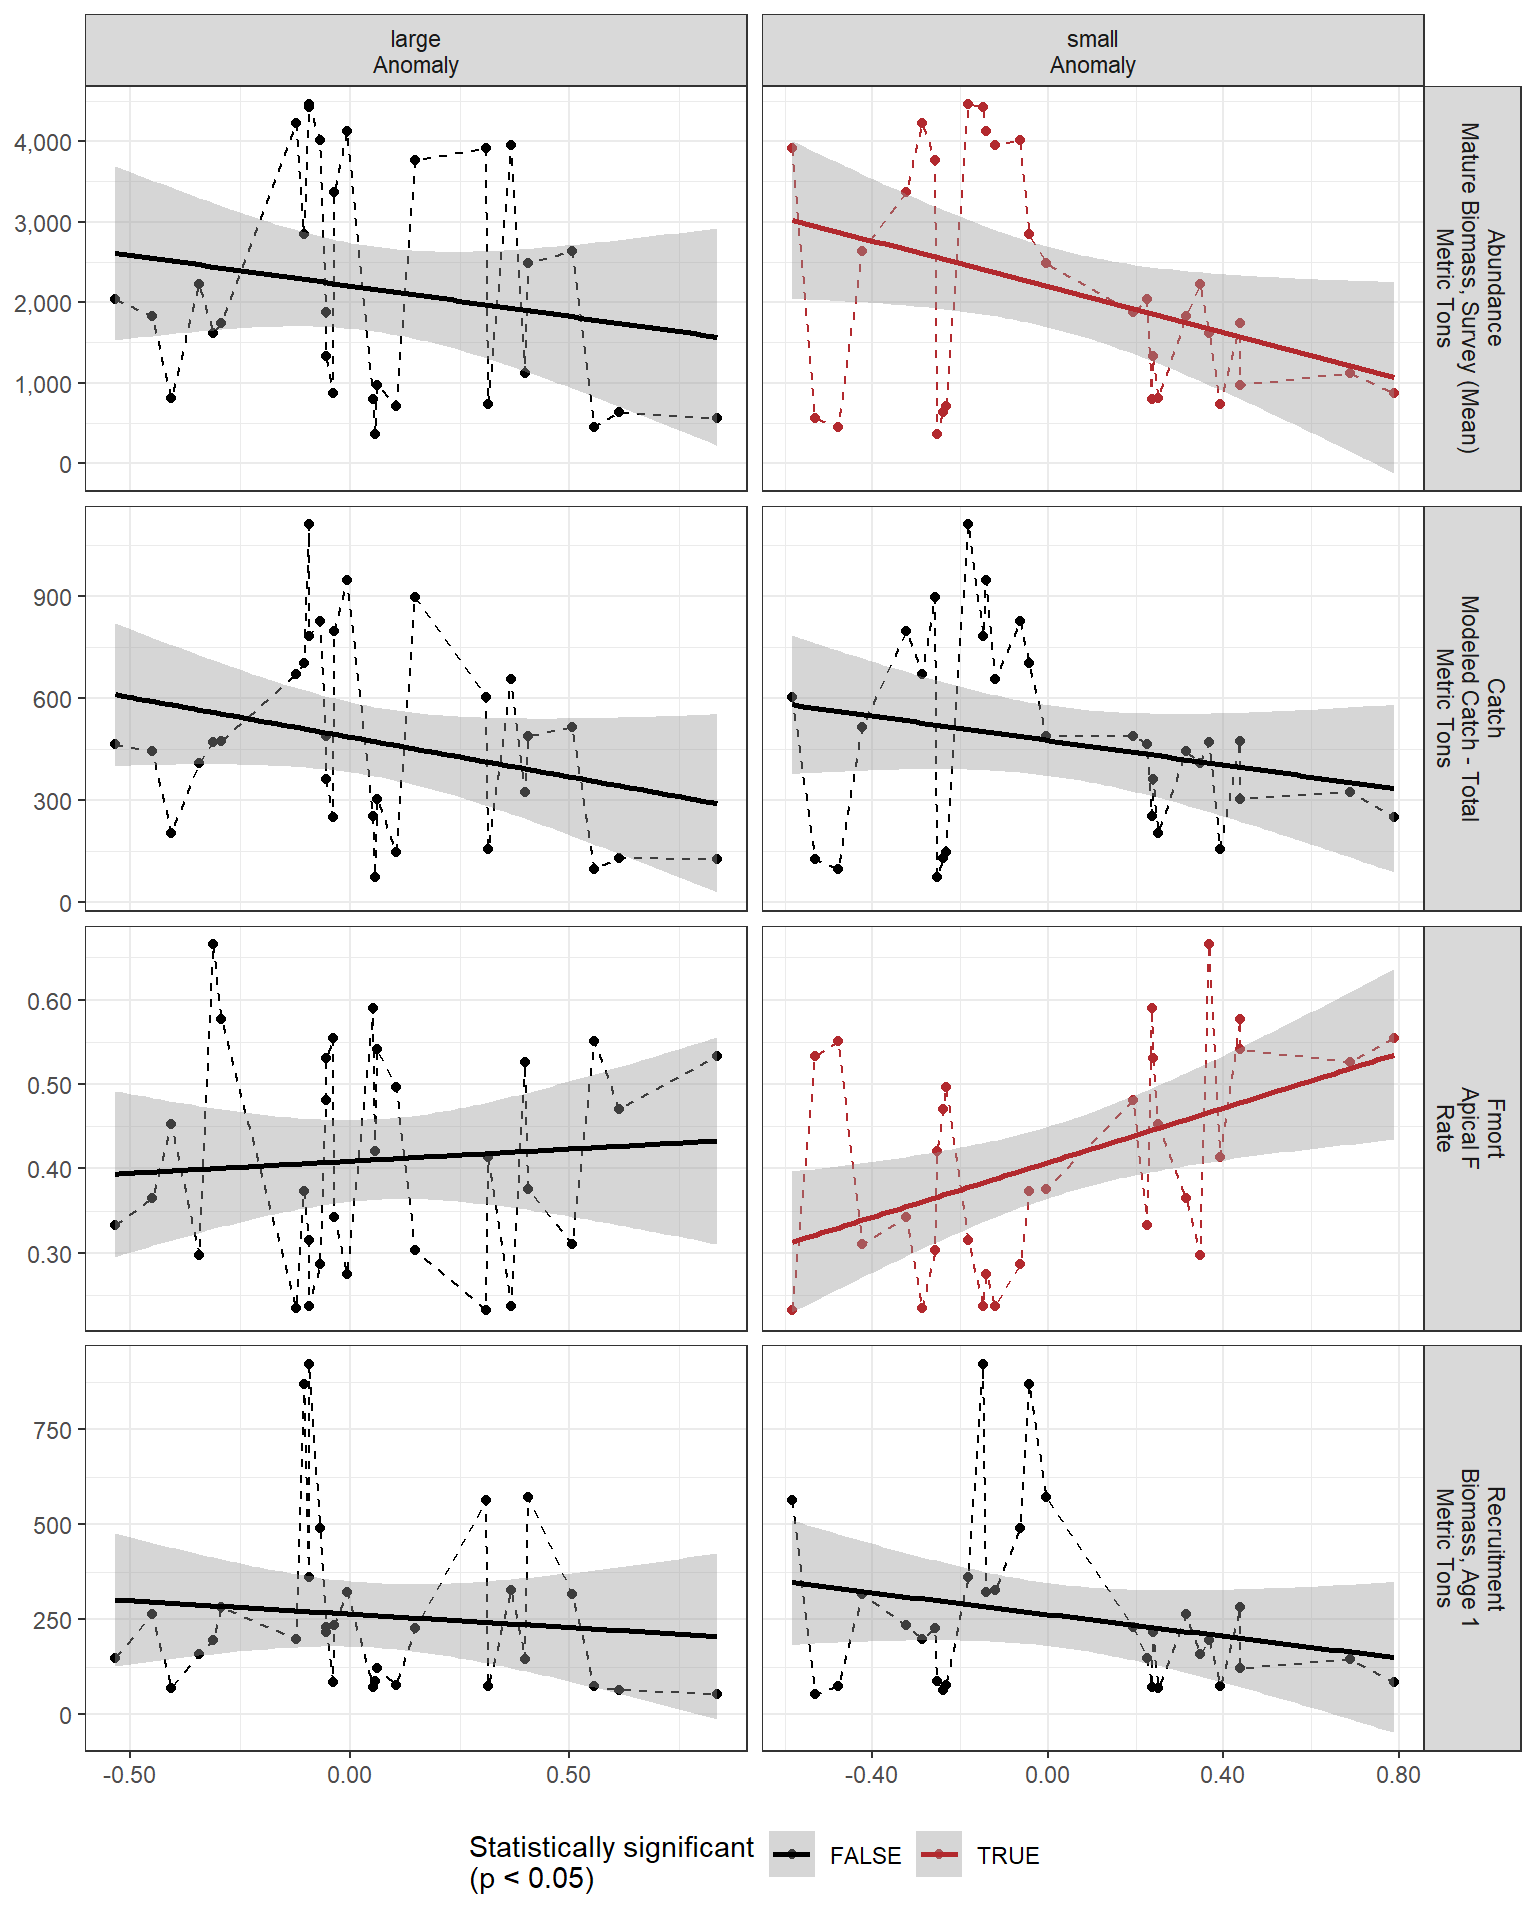 large
Anomaly
small
Anomaly
4,000
3,000
2,000
1,000
0
Abundance
Mature Biomass, Survey (Mean)
Metric Tons
900
600
300
0
Catch
Modeled Catch - Total
Metric Tons
0.60
0.50
0.40
0.30
Fmort
Apical F
Rate
750
500
250
0
Recruitment
Biomass, Age 1
Metric Tons
-0.50 0.00 0.50
-0.40 0.00 0.40 0.80
Statistically significant
(p < 0.05)
FALSE
TRUE